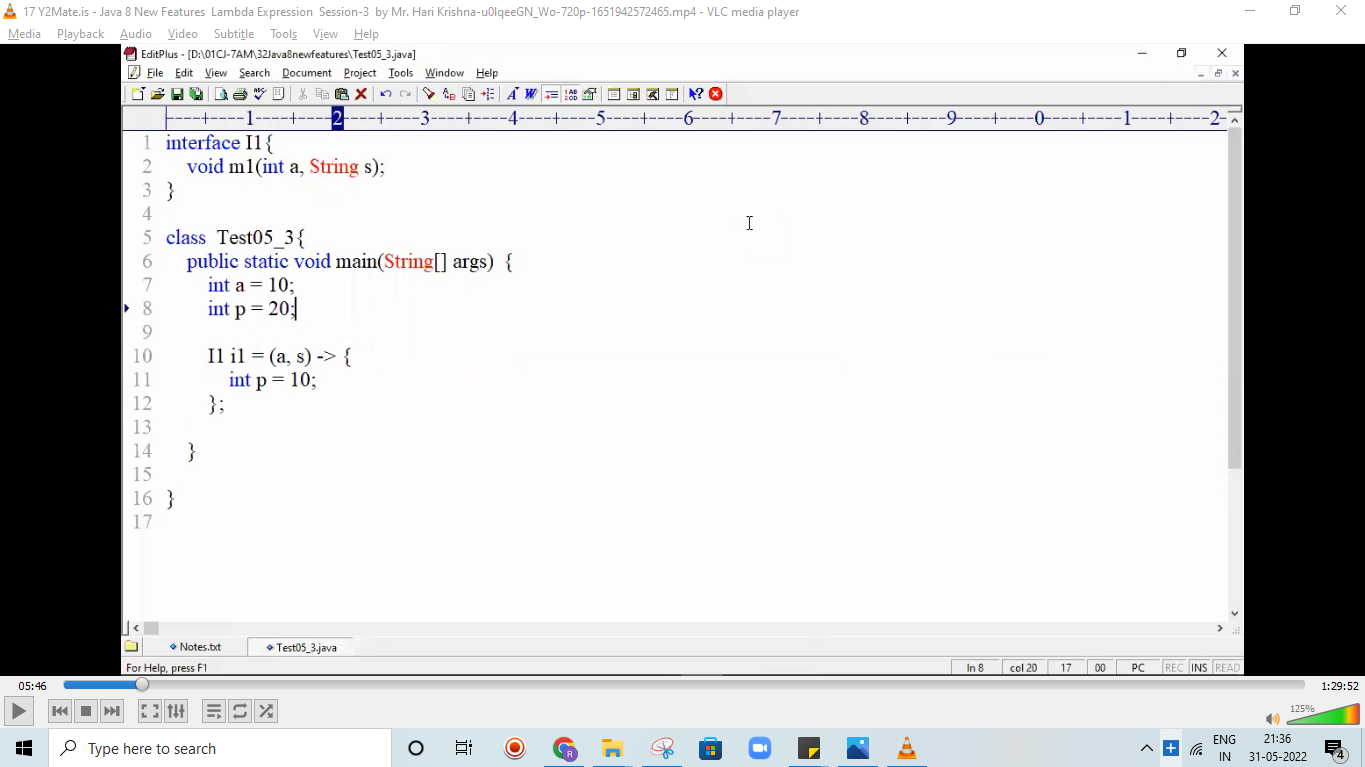 17 Y2Mate.is - Java 8 New Features Lambda Expression Session-3 by Mr. Hari Krishna-u0lqeeGN_Wo-720p-1651942572465.mp4 - VLC media player
Media Playback Audio Video Subtitle Tools View Help
EditPlus - [D:\01CJ-7AM\32Java8newfeatures\Test05_3.java]
File Edit View Search Document Project Tools Window Help
----+----1----+----2----+----3----+----4----+----5----+----6----+----7----+----8----+----9----+----0----+----1----+----2-
1 interface I1{
2 void m1(int a, String s);
3 }
4
5 class Test05_3{
6 public static void main(String[] args) {
7 int a = 10;
8 int p = 20;
9
10 I1 i1 = (a, s) -> {
11 int p = 10;
12 };
13
14 }
15
16 }
17
Notes.txt Test05_3.java
For Help, press F1 ln 8 col 20 17 00 PC REC INS READ
05:46 1:29:52
125%
Type here to search
ENG 21:36
IN 31-05-2022 4